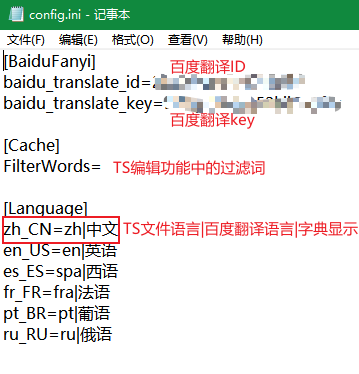 config.ini - 记事本
文件(F) 编辑(E) 格式(O) 查看(V) 帮助(H)
[BaiduFanyi] 百度翻译ID
baidu_translate_id=
baidu_translate_key=
百度翻译key
[Cache]
FilterWords= TS编辑功能中的过滤词
[Language]
zh_CN=zh|中文 TS文件语言|百度翻译语言|字典显示
en_US=en|英语
es_ES=spa|西语
fr_FR=fra|法语
pt_BR=pt|葡语
ru_RU=ru|俄语